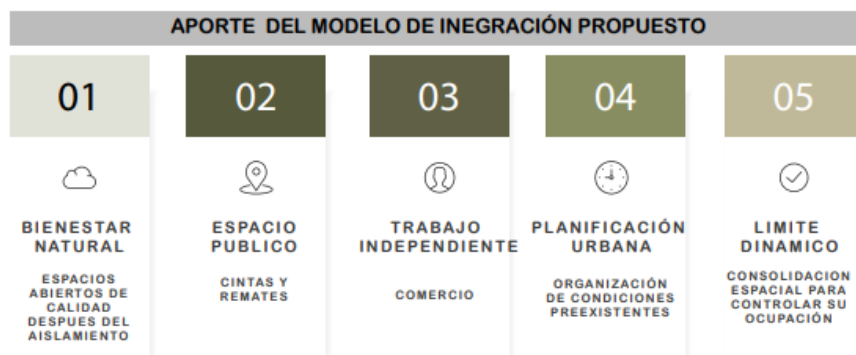 APORTE DEL MODELO DE INEGRACIÓN PROPUESTO
01
BIENESTAR
NATURAL
ESPACIOS
ABIERTOS DE
CALIDAD
DESPUES DEL
AISLAMIENTO
02
ESPACIO
PUBLICO
CINTAS Y
REMATES
03
TRABAJO
INDEPENDIENTE
COMERCIO
04
PLANIFICACIÓN
URBANA
ORGANIZACIÓN
DE CONDICIONES
PREEXISTENTES
05
LIMITE
DINAMICO
CONSOLIDACION
ESPACIAL PARA
CONTROLAR SU
OCUPACIÓN